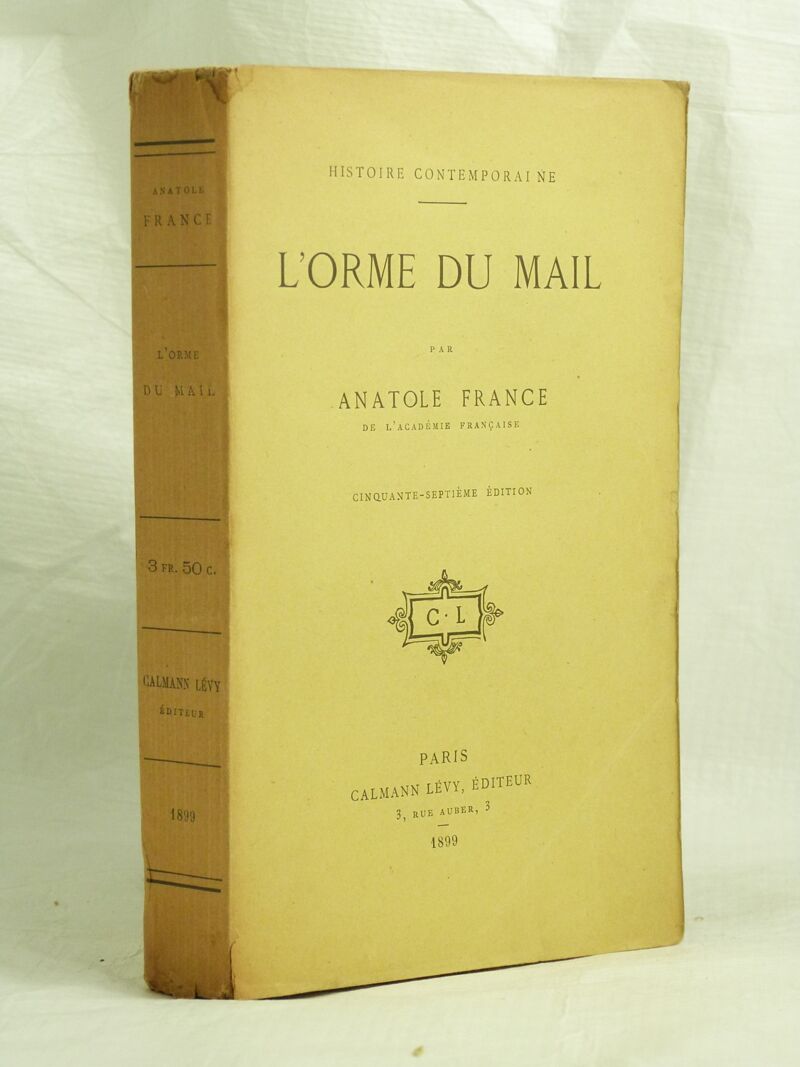 ANATOLE
FRANCE
L'ORME
DU MAIL
3 FR. 50 C.
CALMANN LÉVY
ÉDITEUR
1899
HISTOIRE CONTEMPORAINE
L'ORME DU MAIL
PAR
ANATOLE FRANCE
DE L'ACADÉMIE FRANÇAISE
CINQUANTE-SEPTIÈME ÉDITION
C · L
PARIS
CALMANN LÉVY, ÉDITEUR
3, RUE AUBER, 3
1899